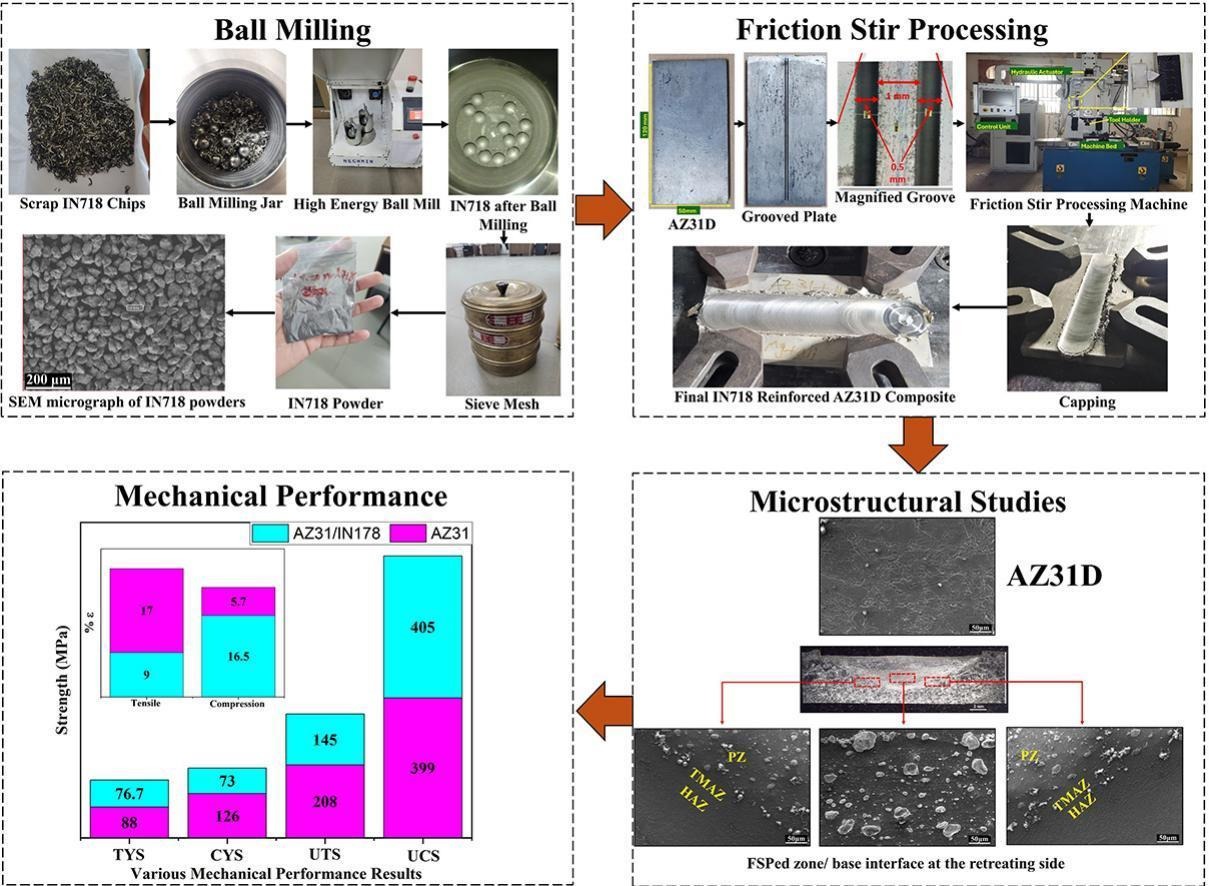 Ball Milling
Scrap IN718 Chips
Ball Milling Jar
High Energy Ball Mill
IN718 after Ball
Milling
SEM micrograph of IN718 powders
200 μm
IN718 Powder
Sieve Mesh
Friction Stir Processing
120 mm
50mm
AZ31D
Grooved Plate
1 mm
0.5
mm
Magnified Groove
Hydraulic Actuator
Control Unit
Tool Holder
Machine Bed
Friction Stir Processing Machine
Final IN718 Reinforced AZ31D Composite
Capping
Mechanical Performance
AZ31/IN178
AZ31
Strength (MPa)
ε %
17
9
Tensile
5.7
16.5
Compression
76.7
88
73
126
145
208
405
399
TYS
CYS
UTS
UCS
Various Mechanical Performance Results
Microstructural Studies
AZ31D
50μm
PZ
TMAZ
HAZ
50μm
50μm
PZ
TMAZ
HAZ
50μm
FSPed zone/ base interface at the retreating side